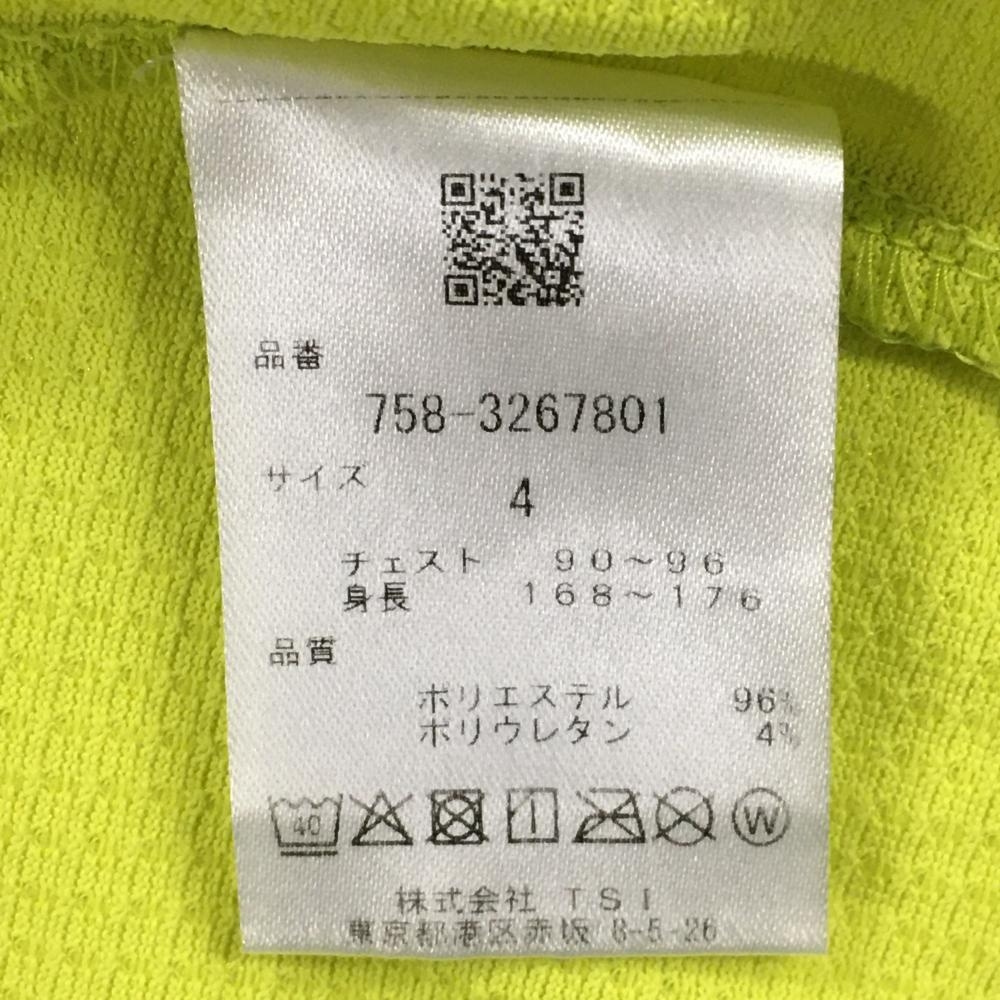 品番
758-3267801
サイズ 4
チェスト 90~96
身長 168~176
品質
ポリエステル 96%
ポリウレタン 4%
40 W
株式会社 TSI
東京都港区赤坂 8-5-26